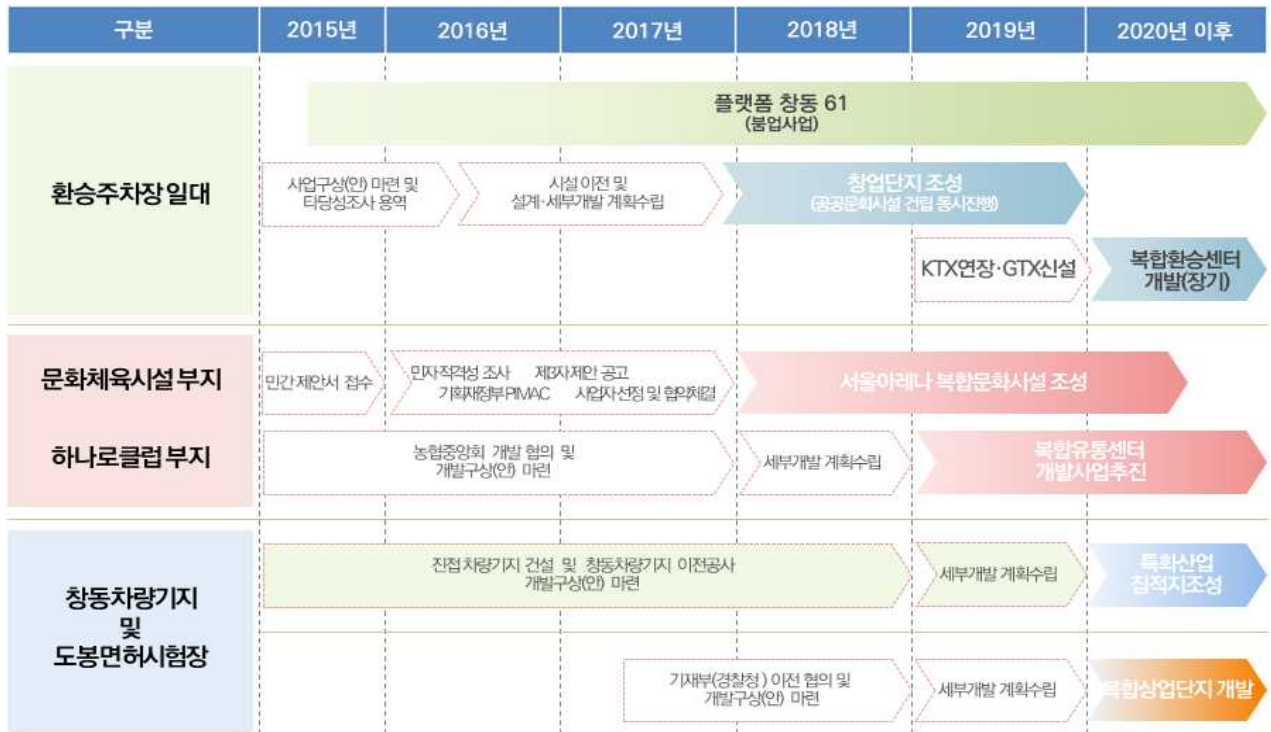 구분 2015년 2016년 2017년 2018년 2019년 2020년 이후
플랫폼 창동 61
(붐업사업)
환승주차장 일대
사업구상(안) 마련 및
타당성조사 용역
시설 이전 및
설계·세부개발 계획수립
창업단지 조성
(공공문화시설 건립 동시진행)
KTX연장·GTX신설
복합환승센터
개발(장기)
문화체육시설 부지
민간 제안서 접수
민자적격성 조사 제3자제안 공고
기획재정부PIMAC 사업자선정 및 협약체결
서울아레나 복합문화시설 조성
하나로클럽 부지
농협중앙회 개발 협의 및
개발구상(안) 마련
세부개발 계획수립
복합유통센터
개발사업추진
창동차량기지
및
도봉면허시험장
진접차량기지 건설 및 창동차량기지 이전공사
개발구상(안) 마련
세부개발 계획수립
특화산업
집적지조성
기재부(경찰청) 이전 협의 및
개발구상(안) 마련
세부개발 계획수립
복합상업단지 개발